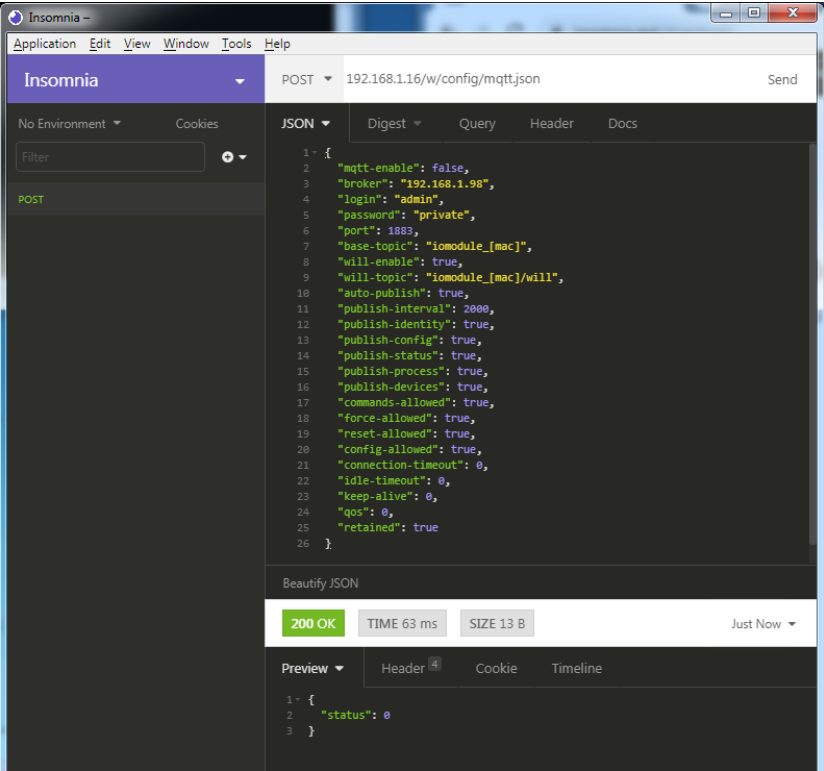 Insomnia –
Application Edit View Window Tools Help
Insomnia
POST 192.168.1.16/w/config/mqtt.json Send
No Environment Cookies
JSON Digest Query Header Docs
Filter
POST
1 {
2 "mqtt-enable": false,
3 "broker": "192.168.1.98",
4 "login": "admin",
5 "password": "private",
6 "port": 1883,
7 "base-topic": "iomodule_[mac]",
8 "will-enable": true,
9 "will-topic": "iomodule_[mac]/will",
10 "auto-publish": true,
11 "publish-interval": 2000,
12 "publish-identity": true,
13 "publish-config": true,
14 "publish-status": true,
15 "publish-process": true,
16 "publish-devices": true,
17 "commands-allowed": true,
18 "force-allowed": true,
19 "reset-allowed": true,
20 "config-allowed": true,
21 "connection-timeout": 0,
22 "idle-timeout": 0,
23 "keep-alive": 0,
24 "qos": 0,
25 "retained": true
26 }
Beautify JSON
200 OK TIME 63 ms SIZE 13 B Just Now
Preview Header 4 Cookie Timeline
1 {
2 "status": 0
3 }